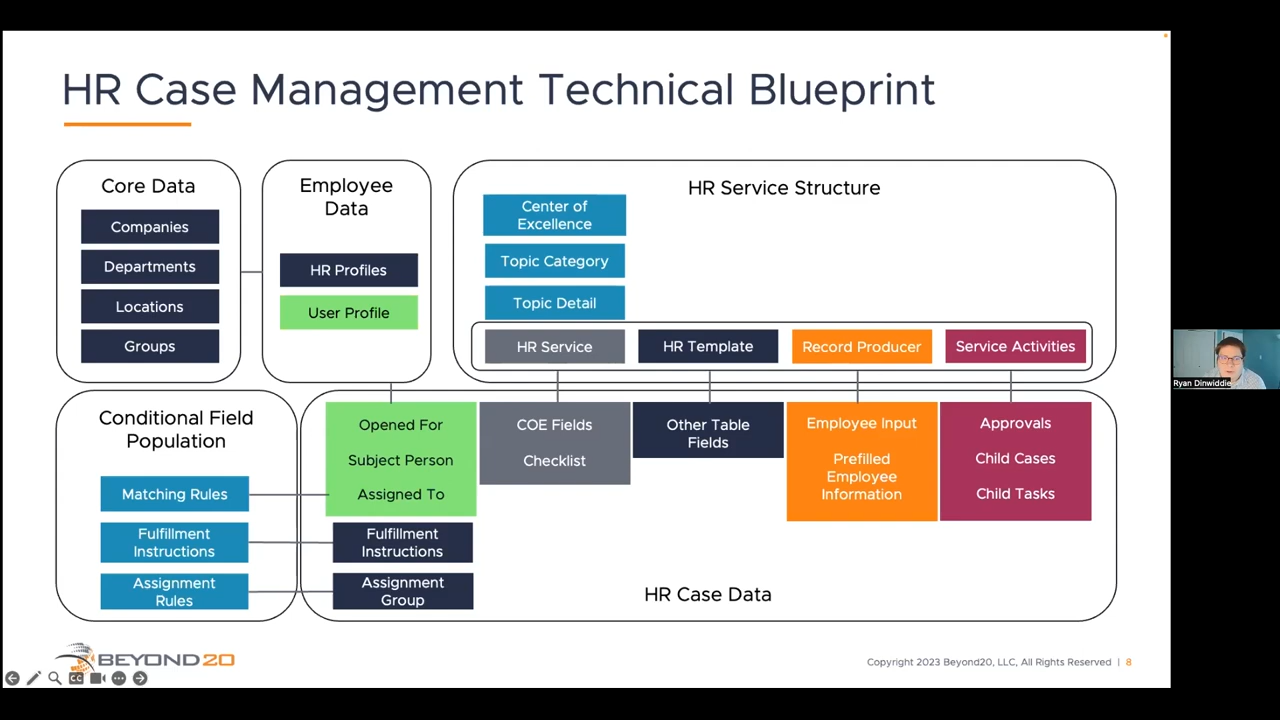 HR Case Management Technical Blueprint
Core Data
Companies
Departments
Locations
Groups
Employee
Data
HR Profiles
User Profile
HR Service Structure
Center of
Excellence
Topic Category
Topic Detail
HR Service
HR Template
Record Producer
Service Activities
Conditional Field
Population
Matching Rules
Fulfillment
Instructions
Assignment
Rules
Opened For
Subject Person
Assigned To
Fulfillment
Instructions
Assignment
Group
COE Fields
Checklist
Other Table
Fields
Employee Input
Prefilled
Employee
Information
Approvals
Child Cases
Child Tasks
HR Case Data
BEYOND20
Copyright 2023 Beyond20, LLC, All Rights Reserved | 8
CC
Ryan Dinwiddie